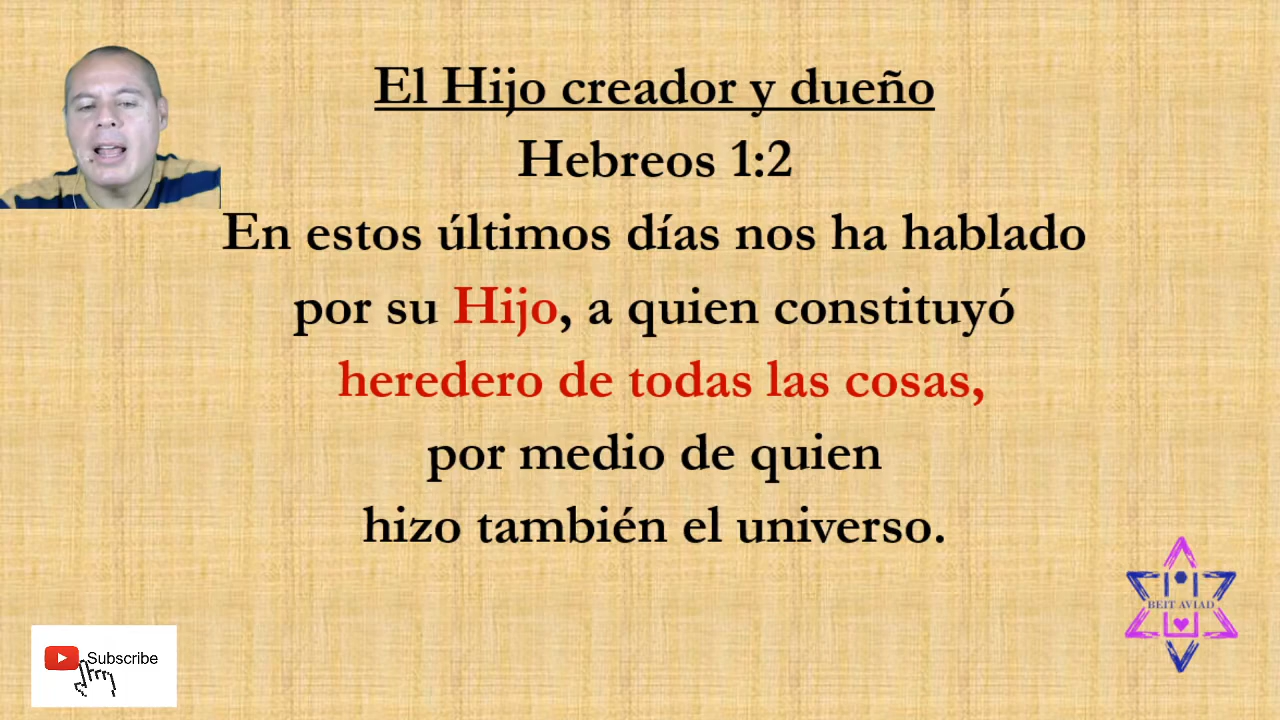 El Hijo creador y dueño
Hebreos 1:2
En estos últimos días nos ha hablado
por su Hijo, a quien constituyó
heredero de todas las cosas,
por medio de quien
hizo también el universo.
BEIT AVIAD
Subscribe